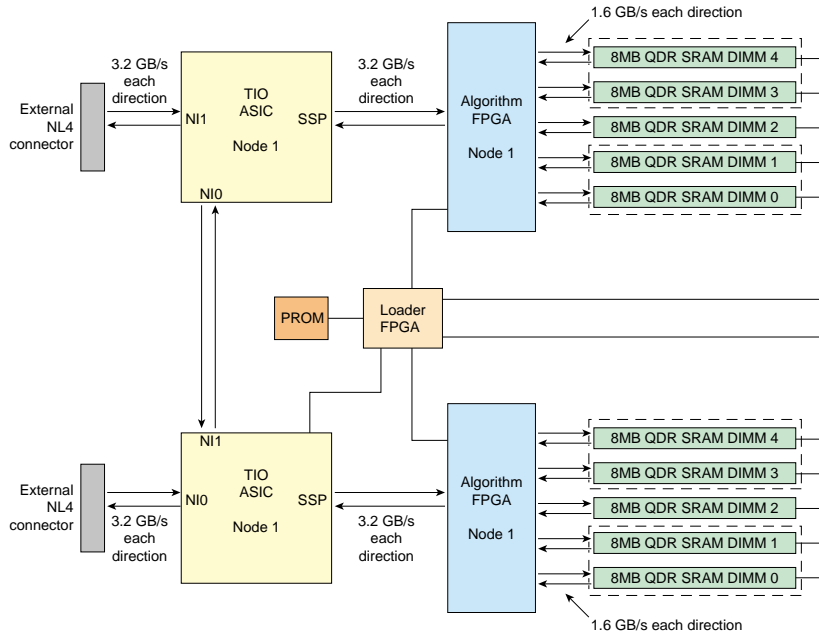 1.6 GB/s each direction
3.2 GB/s
each
direction
3.2 GB/s
each
direction
External
NL4
connector
NI1
TIO
ASIC
Node 1
SSP
NI0
Algorithm
FPGA
Node 1
8MB QDR SRAM DIMM 4
8MB QDR SRAM DIMM 3
8MB QDR SRAM DIMM 2
8MB QDR SRAM DIMM 1
8MB QDR SRAM DIMM 0
PROM
Loader
FPGA
NI1
External
NL4
connector
NI0
TIO
ASIC
Node 1
SSP
3.2 GB/s
each
direction
3.2 GB/s
each
direction
Algorithm
FPGA
Node 1
8MB QDR SRAM DIMM 4
8MB QDR SRAM DIMM 3
8MB QDR SRAM DIMM 2
8MB QDR SRAM DIMM 1
8MB QDR SRAM DIMM 0
1.6 GB/s each direction